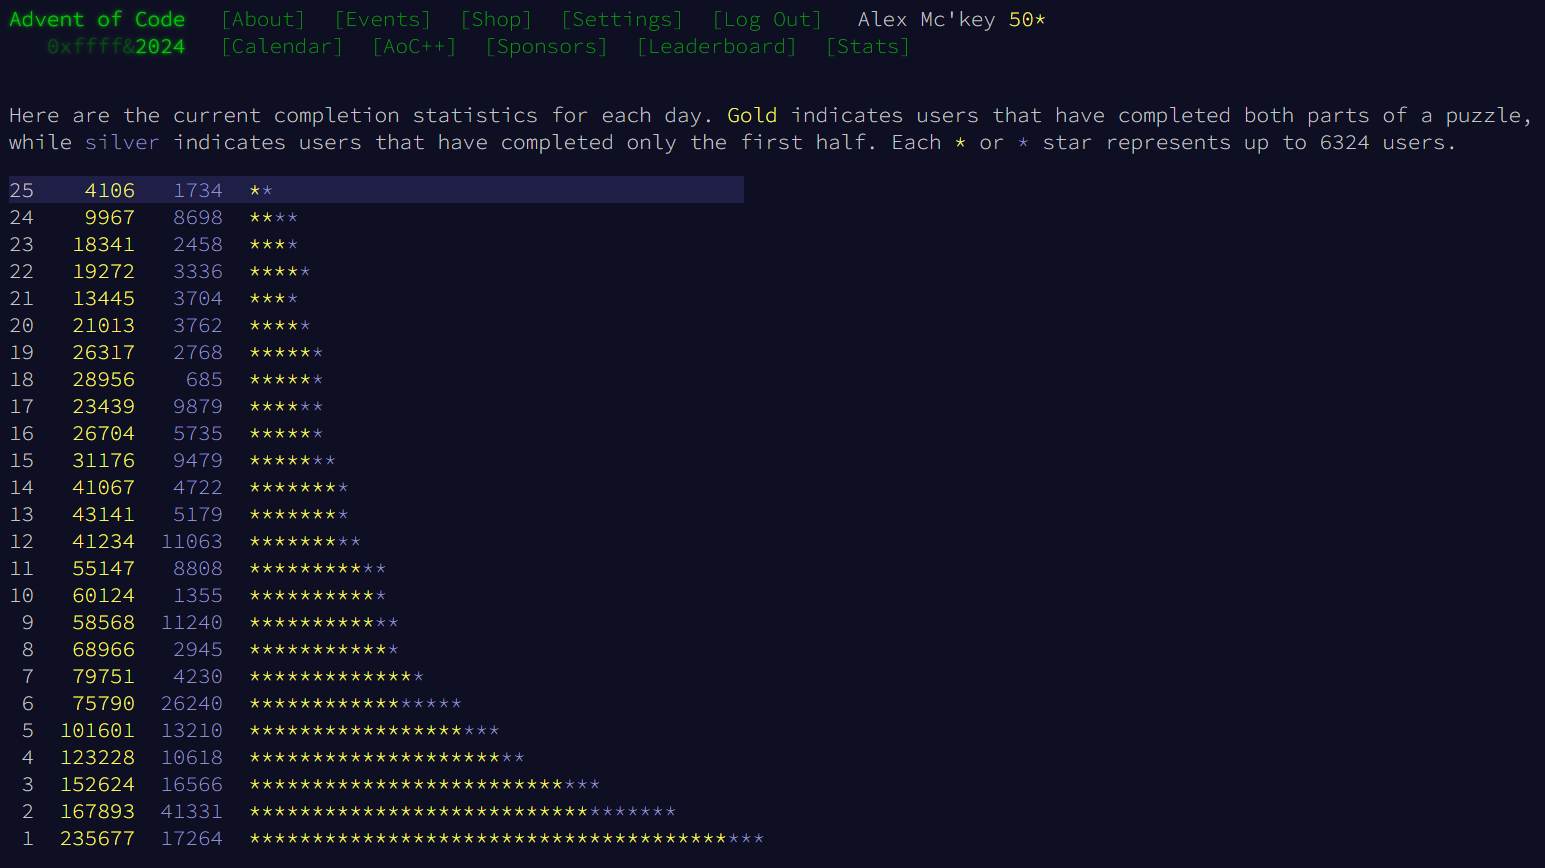 Advent of Code [About] [Events] [Shop] [Settings] [Log Out] Alex Mc'key 50*
0xffff&2024 [Calendar] [AoC++] [Sponsors] [Leaderboard] [Stats]
Here are the current completion statistics for each day. Gold indicates users that have completed both parts of a puzzle,
while silver indicates users that have completed only the first half. Each * or * star represents up to 6324 users.
25 4106 1734 **
24 9967 8698 ****
23 18341 2458 ****
22 19272 3336 *****
21 13445 3704 ****
20 21013 3762 *****
19 26317 2768 ******
18 28956 685 ******
17 23439 9879 ******
16 26704 5735 ******
15 31176 9479 *******
14 41067 4722 ********
13 43141 5179 ********
12 41234 11063 *********
11 55147 8808 ***********
10 60124 1355 ***********
9 58568 11240 ************
8 68966 2945 ************
7 79751 4230 **************
6 75790 26240 *****************
5 101601 13210 ********************
4 123228 10618 **********************
3 152624 16566 ****************************
2 167893 41331 **********************************
1 235677 17264 *****************************************